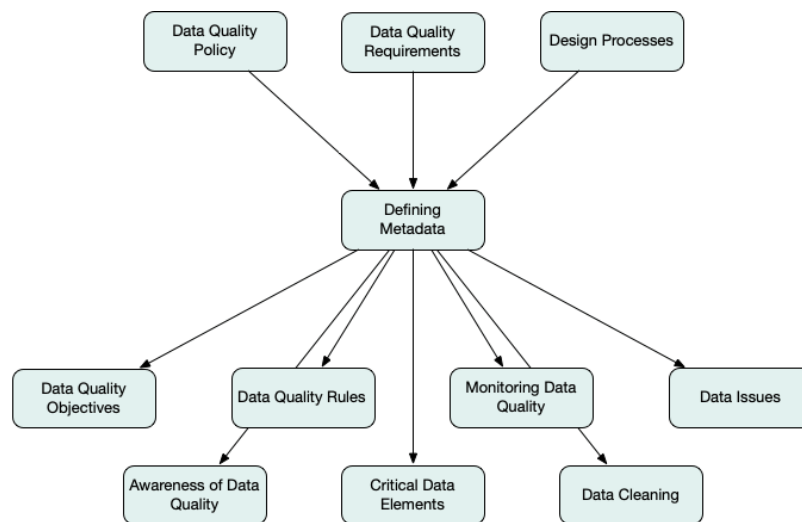 Data Quality
Policy
Data Quality
Requirements
Design Processes
Defining
Metadata
Data Quality
Objectives
Data Quality Rules
Monitoring Data
Quality
Data Issues
Awareness of Data
Quality
Critical Data
Elements
Data Cleaning